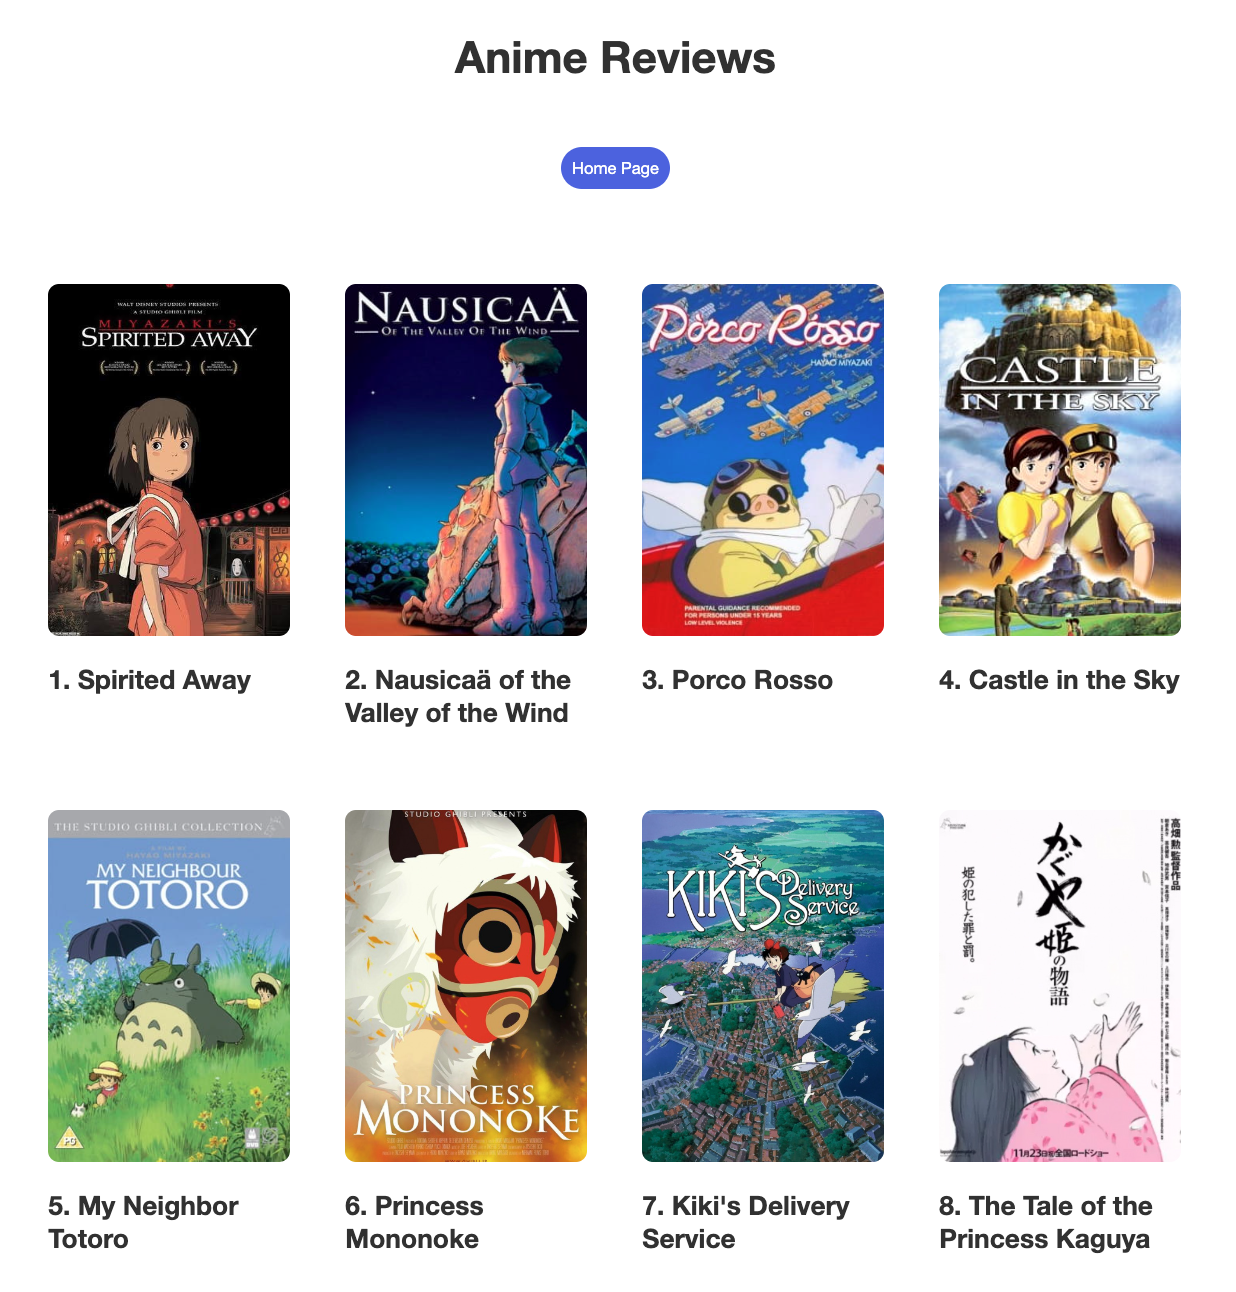 Anime Reviews
Home Page
WALT DISNEY STUDIOS PRESENTS
A STUDIO GHIBLI FILM
MIYAZAKI'S
SPIRITED AWAY
NAUSICAÄ
OF THE VALLEY OF THE WIND
Pòrco Rósso
HAYAO MIYAZAKI
PARENTAL GUIDANCE RECOMMENDED
FOR PERSONS UNDER 15 YEARS
LOW LEVEL VIOLENCE
CASTLE
IN THE SKY
1. Spirited Away
2. Nausicaä of the
Valley of the Wind
3. Porco Rosso
4. Castle in the Sky
THE STUDIO GHIBLI COLLECTION
A FILM BY
HAYAO MIYAZAKI
MY NEIGHBOUR
TOTORO
PG
STUDIO GHIBLI PRESENTS
PRINCESS
MONONOKE
KIKI'S Delivery
Service
高畑 勲 監督作品
かぐや姫の物語
姫の犯した罪と罰。
11月23日 全国ロードショー
5. My Neighbor
Totoro
6. Princess
Mononoke
7. Kiki's Delivery
Service
8. The Tale of the
Princess Kaguya